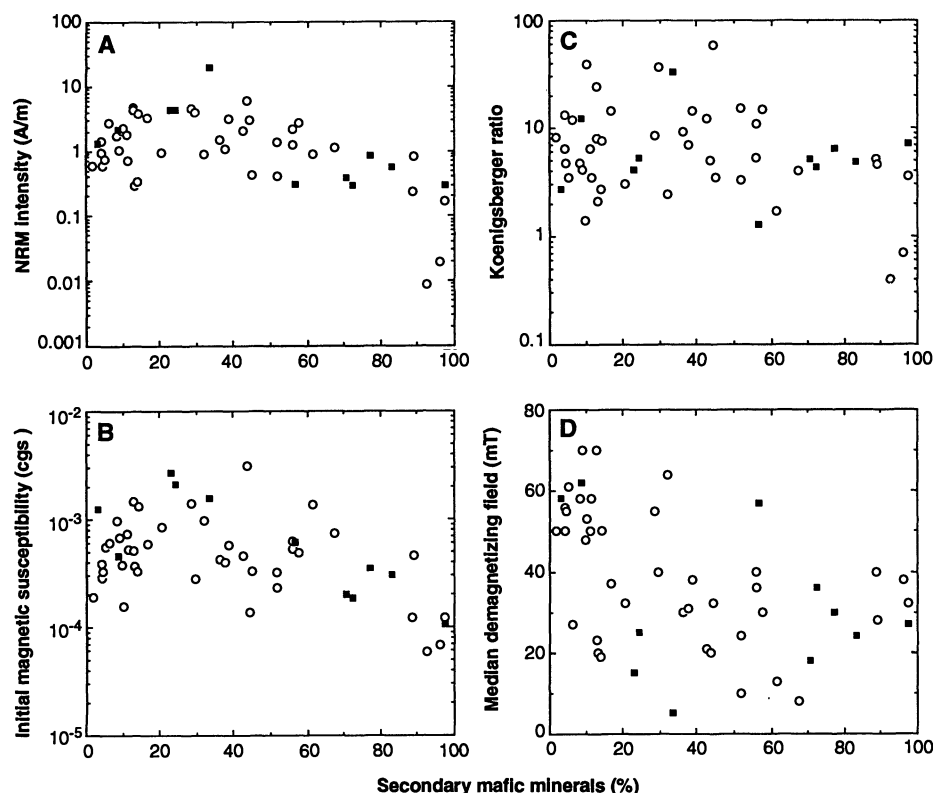 A
NRM Intensity (A/m)
100
10
1
0.1
0.01
0.001
0 20 40 60 80 100
C
Koenigsberger ratio
100
10
1
0.1
0 20 40 60 80 100
B
Initial magnetic susceptibility (cgs )
10-2
10-3
10-4
10-5
0 20 40 60 80 100
D
Median demagnetizing field (mT)
80
60
40
20
0
0 20 40 60 80 100
Secondary mafic minerals (%)